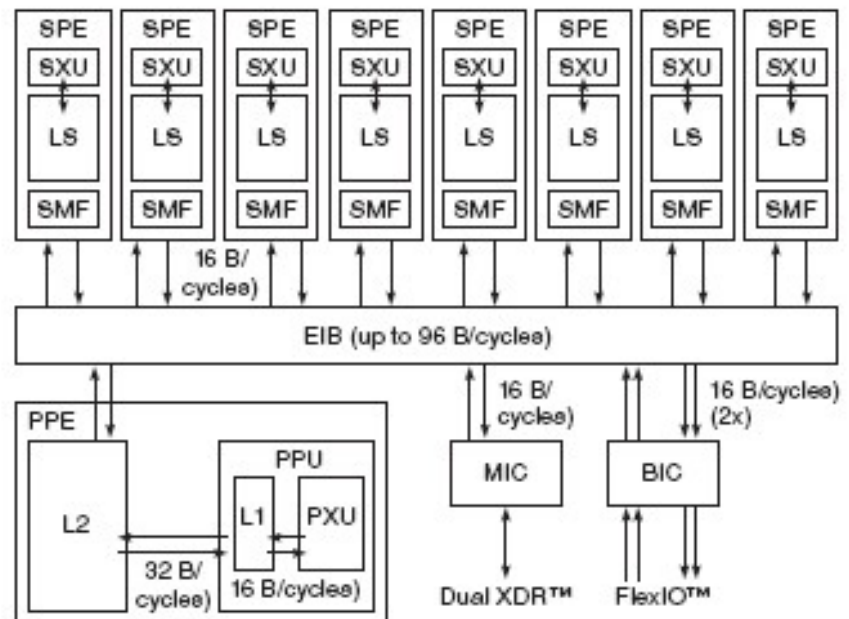 SPE SPE SPE SPE SPE SPE SPE SPE
SXU SXU SXU SXU SXU SXU SXU SXU
LS LS LS LS LS LS LS LS
SMF SMF SMF SMF SMF SMF SMF SMF
16 B/
cycles)
EIB (up to 96 B/cycles)
16 B/
cycles)
16 B/cycles)
(2x)
PPE
PPU
L2
L1
PXU
32 B/
cycles)
16 B/cycles)
MIC
BIC
Dual XDR™
FlexIO™